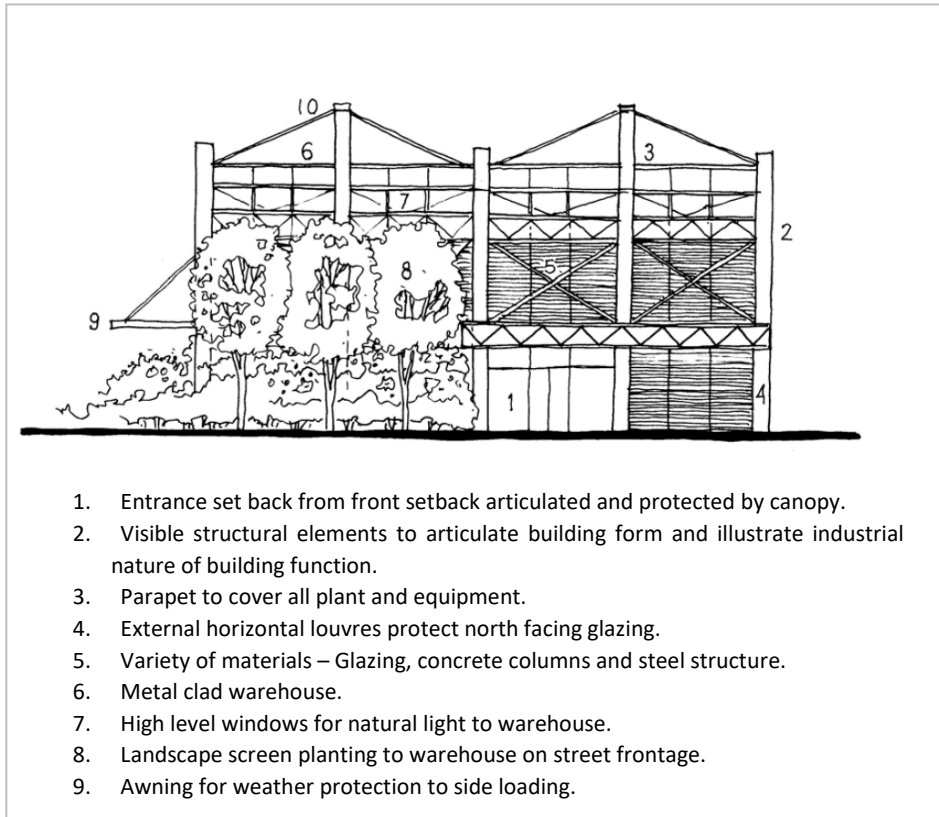 10
6
3
7
2
5
8
9
1
4
1. Entrance set back from front setback articulated and protected by canopy.
2. Visible structural elements to articulate building form and illustrate industrial
nature of building function.
3. Parapet to cover all plant and equipment.
4. External horizontal louvres protect north facing glazing.
5. Variety of materials – Glazing, concrete columns and steel structure.
6. Metal clad warehouse.
7. High level windows for natural light to warehouse.
8. Landscape screen planting to warehouse on street frontage.
9. Awning for weather protection to side loading.